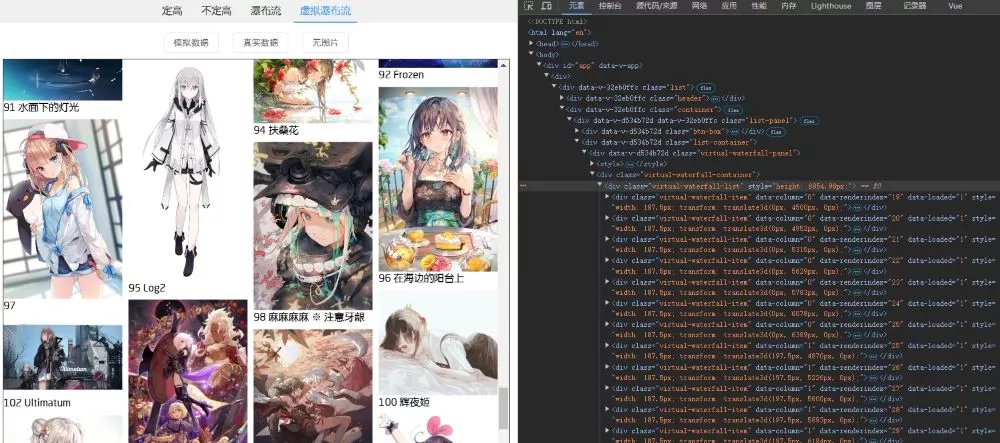 定高 不定高 瀑布流 虚拟瀑布流
模拟数据 真实数据 无图片
91 水面下的灯光
97
102 Ultimatum
Ultimatum
95 Log2
94 扶桑花
98 麻麻麻麻 ※ 注意牙龈
92 Frozen
96 在海边的阳台上
100 辉夜姬
元素 控制台 源代码/来源 网络 应用 性能 内存 Lighthouse 图层 记录器 Vue
<!DOCTYPE html>
<html lang="en">
▶<head>⋯</head>
▼<body>
▼<div id="app" data-v-app>
▼<div>
▼<div data-v-32eb0ffc class="list"> flex
▶<div data-v-32eb0ffc class="header">⋯</div>
▼<div data-v-32eb0ffc class="container"> flex
▼<div data-v-d534b72d class="list-panel"> flex
▶<div data-v-d534b72d class="btn-box">⋯</div> flex
▼<div data-v-d534b72d class="list-container">
▼<div data-v-d534b72d class="virtual-waterfall-panel">
▶<style>⋯</style>
▼<div class="virtual-waterfall-container">
⋯ ▼<div class="virtual-waterfall-list" style="height: 6854.98px;"> == $0
▶<div class="virtual-waterfall-item" data-column="0" data-renderindex="19" data-loaded="1" style=
"width: 187.5px; transform: translate3d(0px, 4500px, 0px);">⋯</div>
▶<div class="virtual-waterfall-item" data-column="0" data-renderindex="20" data-loaded="1" style=
"width: 187.5px; transform: translate3d(0px, 4952px, 0px);">⋯</div>
▶<div class="virtual-waterfall-item" data-column="0" data-renderindex="21" data-loaded="1" style=
"width: 187.5px; transform: translate3d(0px, 5315px, 0px);">⋯</div>
▶<div class="virtual-waterfall-item" data-column="0" data-renderindex="22" data-loaded="1" style=
"width: 187.5px; transform: translate3d(0px, 5629px, 0px);">⋯</div>
▶<div class="virtual-waterfall-item" data-column="0" data-renderindex="23" data-loaded="1" style=
"width: 187.5px; transform: translate3d(0px, 5783px, 0px);">⋯</div>
▶<div class="virtual-waterfall-item" data-column="0" data-renderindex="24" data-loaded="1" style=
"width: 187.5px; transform: translate3d(0px, 6078px, 0px);">⋯</div>
▶<div class="virtual-waterfall-item" data-column="0" data-renderindex="25" data-loaded="1" style=
"width: 187.5px; transform: translate3d(0px, 6389px, 0px);">⋯</div>
▶<div class="virtual-waterfall-item" data-column="1" data-renderindex="25" data-loaded="1" style=
"width: 187.5px; transform: translate3d(197.5px, 4870px, 0px);">⋯</div>
▶<div class="virtual-waterfall-item" data-column="1" data-renderindex="26" data-loaded="1" style=
"width: 187.5px; transform: translate3d(197.5px, 5226px, 0px);">⋯</div>
▶<div class="virtual-waterfall-item" data-column="1" data-renderindex="27" data-loaded="1" style=
"width: 187.5px; transform: translate3d(197.5px, 5600px, 0px);">⋯</div>
▶<div class="virtual-waterfall-item" data-column="1" data-renderindex="28" data-loaded="1" style=
"width: 187.5px; transform: translate3d(197.5px, 5893px, 0px);">⋯</div>
▶<div class="virtual-waterfall-item" data-column="1" data-renderindex="29" data-loaded="1" style=